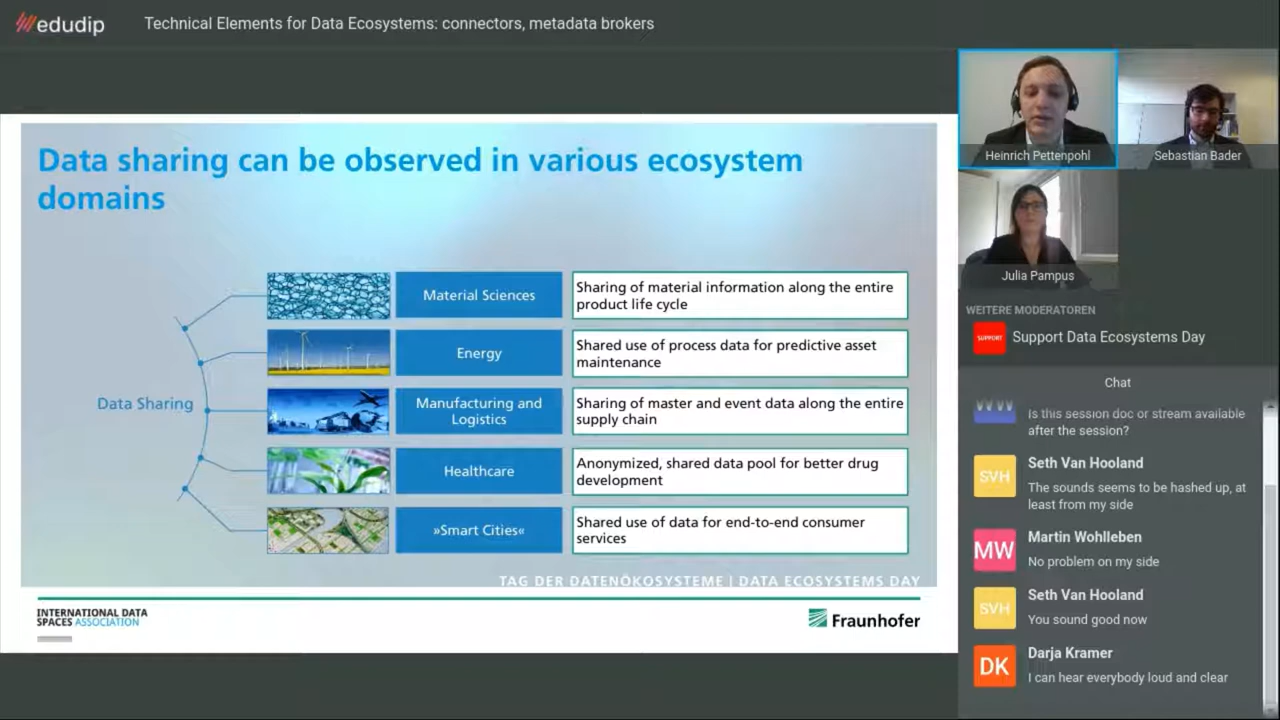 edudip
Technical Elements for Data Ecosystems: connectors, metadata brokers
Data sharing can be observed in various ecosystem
domains
Data Sharing
Material Sciences
Sharing of material information along the entire
product life cycle
Energy
Shared use of process data for predictive asset
maintenance
Manufacturing and
Logistics
Sharing of master and event data along the entire
supply chain
Healthcare
Anonymized, shared data pool for better drug
development
»Smart Cities«
Shared use of data for end-to-end consumer
services
TAG DER DATENÖKOSYSTEME | DATA ECOSYSTEMS DAY
INTERNATIONAL DATA
SPACES ASSOCIATION
Fraunhofer
Heinrich Pettenpohl
Sebastian Bader
Julia Pampus
WEITERE MODERATOREN
SUPPORT
Support Data Ecosystems Day
Chat
Is this session doc or stream available
after the session?
SVH
Seth Van Hooland
The sounds seems to be hashed up, at
least from my side
MW
Martin Wohlleben
No problem on my side
SVH
Seth Van Hooland
You sound good now
DK
Darja Kramer
I can hear everybody loud and clear